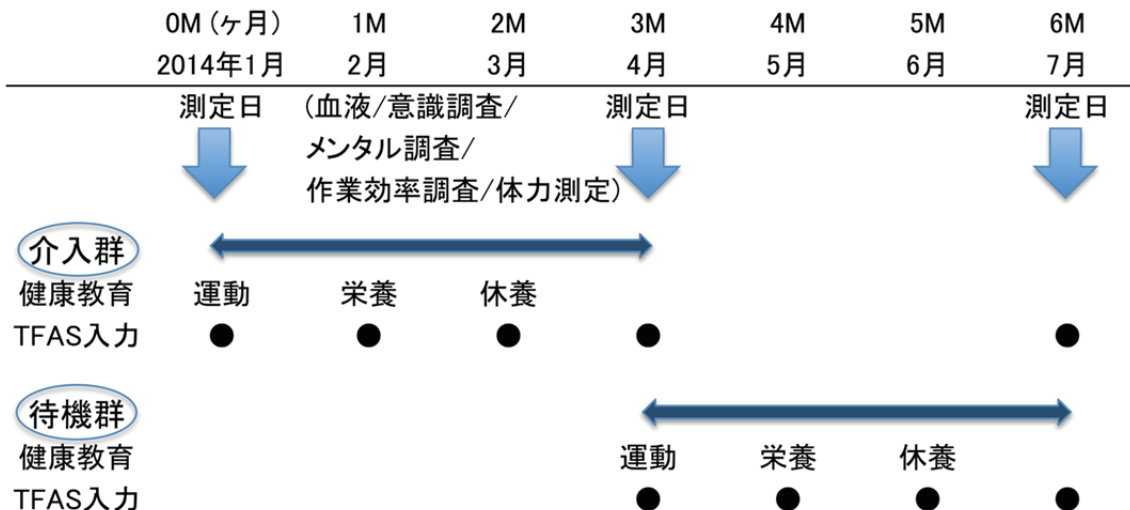 0M (ヶ月) 1M 2M 3M 4M 5M 6M
2014年1月 2月 3月 4月 5月 6月 7月
測定日 (血液/意識調査/ 測定日 測定日
メンタル調査/
作業効率調査/体力測定)
介入群
健康教育 運動 栄養 休養
TFAS入力 ● ● ● ● ●
待機群
健康教育 運動 栄養 休養
TFAS入力 ● ● ● ●